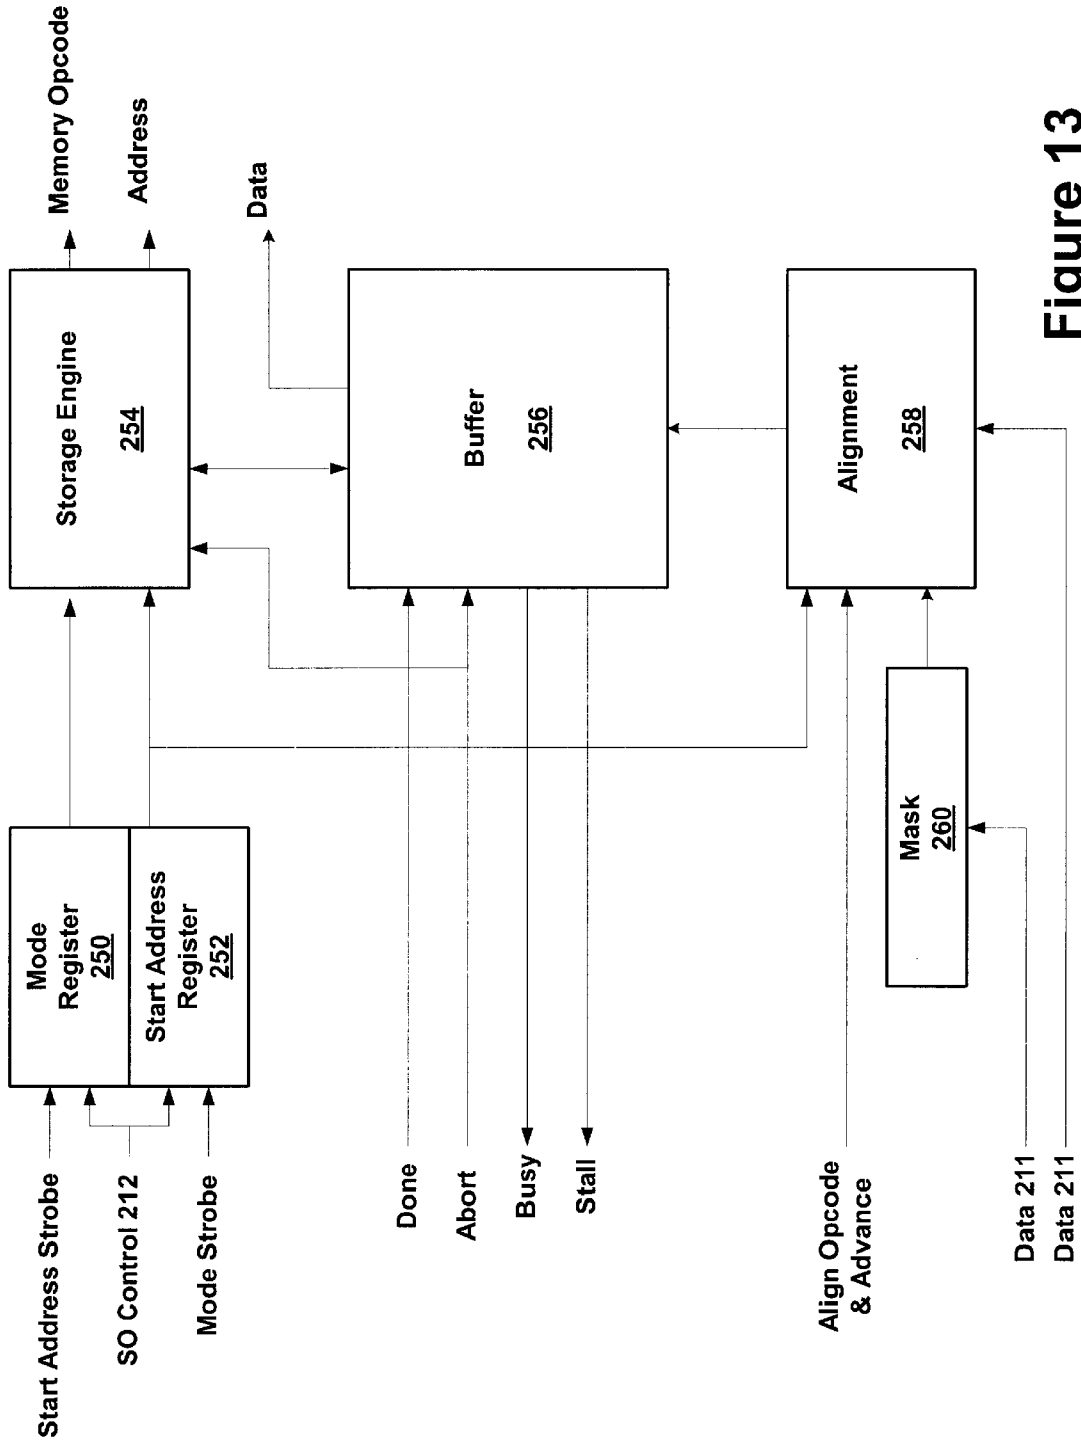 Start Address Strobe
SO Control 212
Mode Strobe
Mode
Register
250
Start Address
Register
252
Storage Engine
254
Memory Opcode
Address
Done
Abort
Busy
Stall
Buffer
256
Data
Align Opcode
& Advance
Mask
260
Alignment
258
Data 211
Data 211
Figure 13